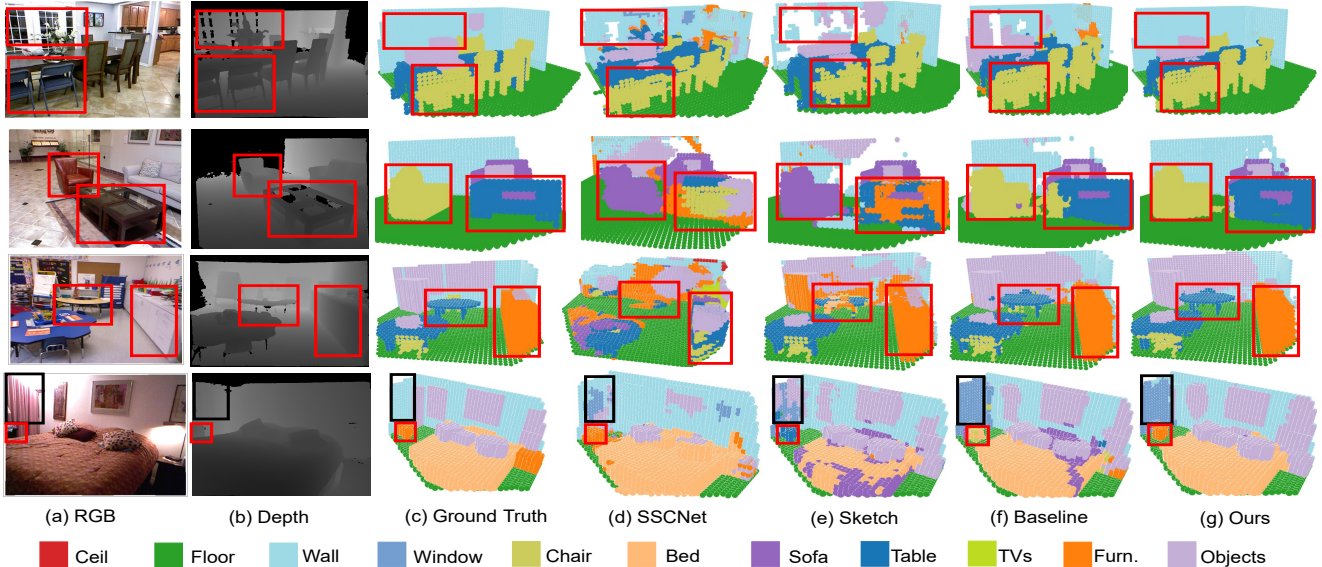 (a) RGB (b) Depth (c) Ground Truth (d) SSCNet (e) Sketch (f) Baseline (g) Ours
Ceil Floor Wall Window Chair Bed Sofa Table TVs Furn. Objects